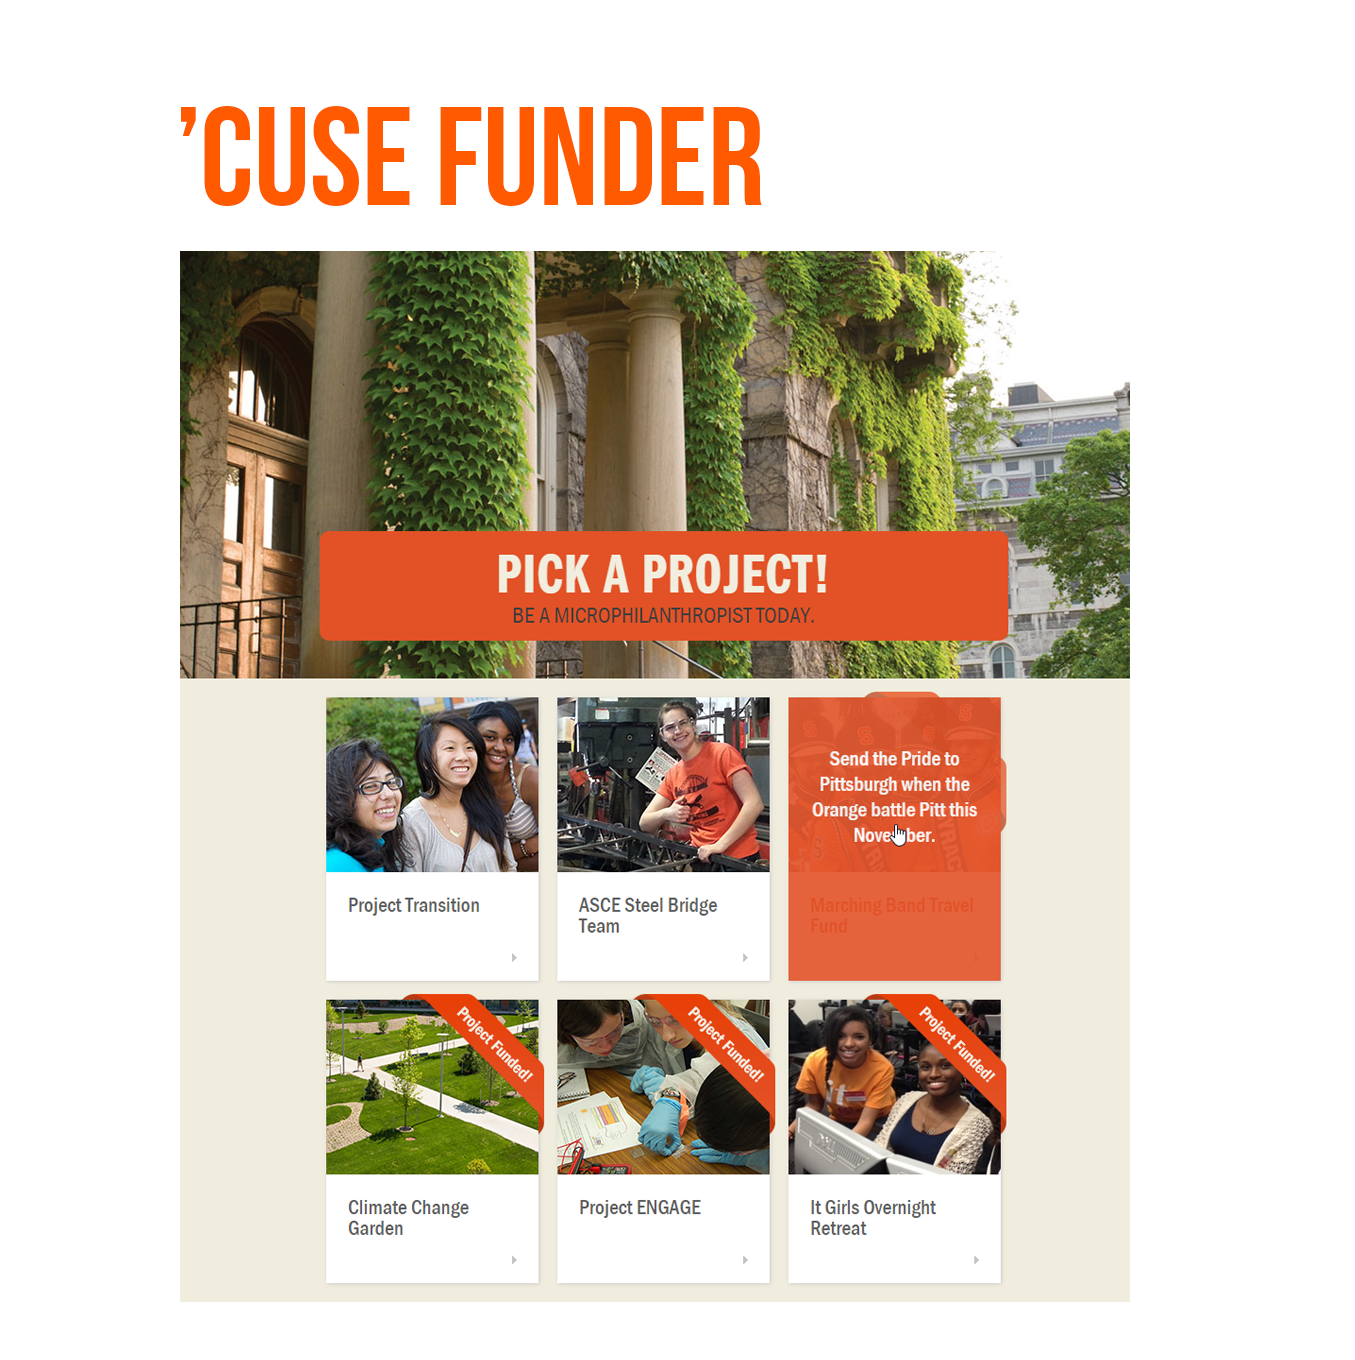 ’CUSE FUNDER
PICK A PROJECT!
BE A MICROPHILANTHROPIST TODAY.
Send the Pride to
Pittsburgh when the
Orange battle Pitt this
November.
Project Transition
ASCE Steel Bridge
Team
Marching Band Travel
Fund
Project Funded!
Project Funded!
Project Funded!
Climate Change
Garden
Project ENGAGE
It Girls Overnight
Retreat